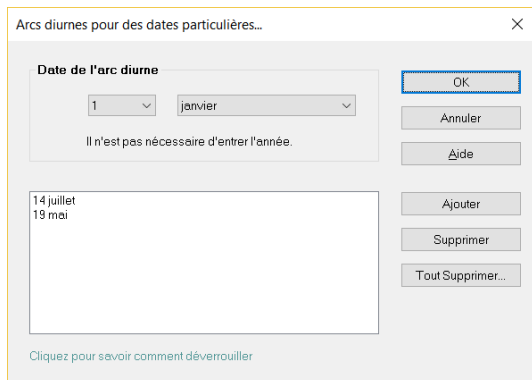 Arcs diurnes pour des dates particulières...
Date de l'arc diurne
1 janvier
Il n'est pas nécessaire d'entrer l'année.
OK
Annuler
Aide
14 juillet
19 mai
Ajouter
Supprimer
Tout Supprimer...
Cliquez pour savoir comment déverrouiller